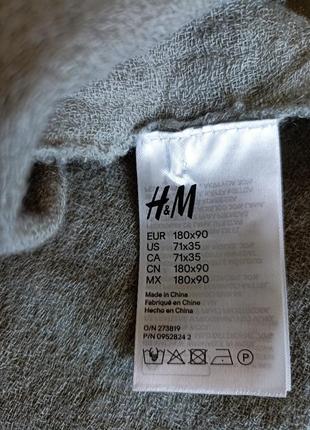 H&M
EUR 180x90
US 71x35
CA 71x35
CN 180x90
MX 180x90
Made in China
Fabriqué en Chine
Hecho en China
O/N 273819
P/N 0952824 2